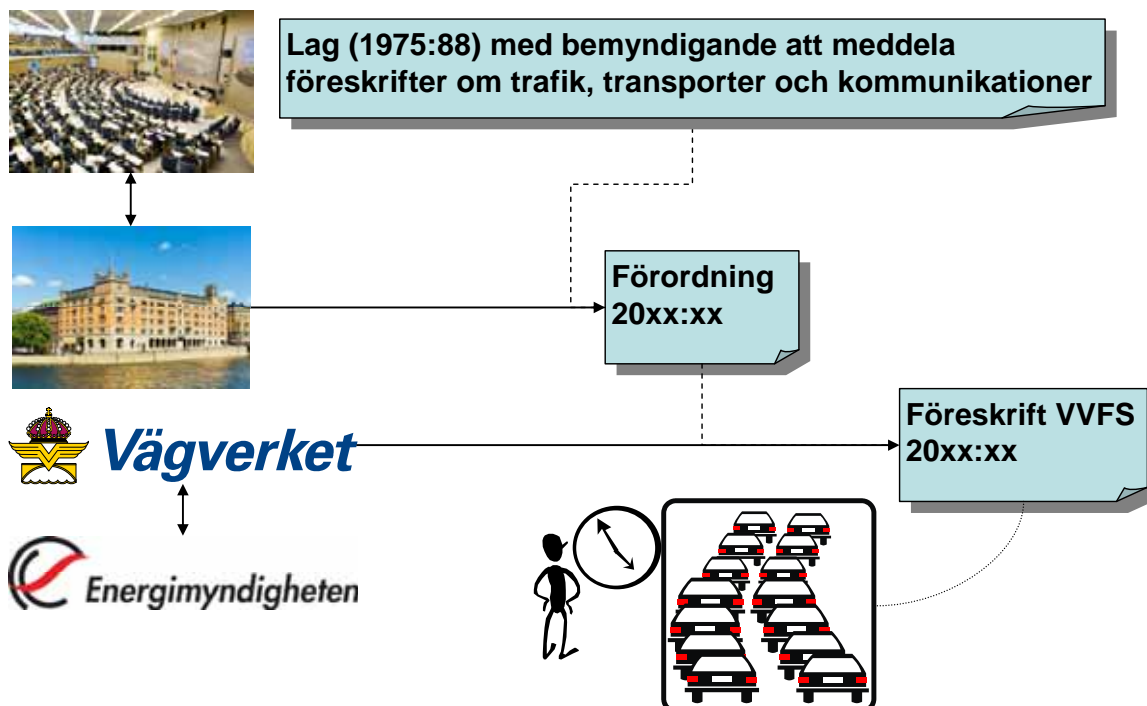 Lag (1975:88) med bemyndigande att meddela
föreskrifter om trafik, transporter och kommunikationer
Förordning
20xx:xx
Föreskrift VVFS
20xx:xx
Vägverket
Energimyndigheten